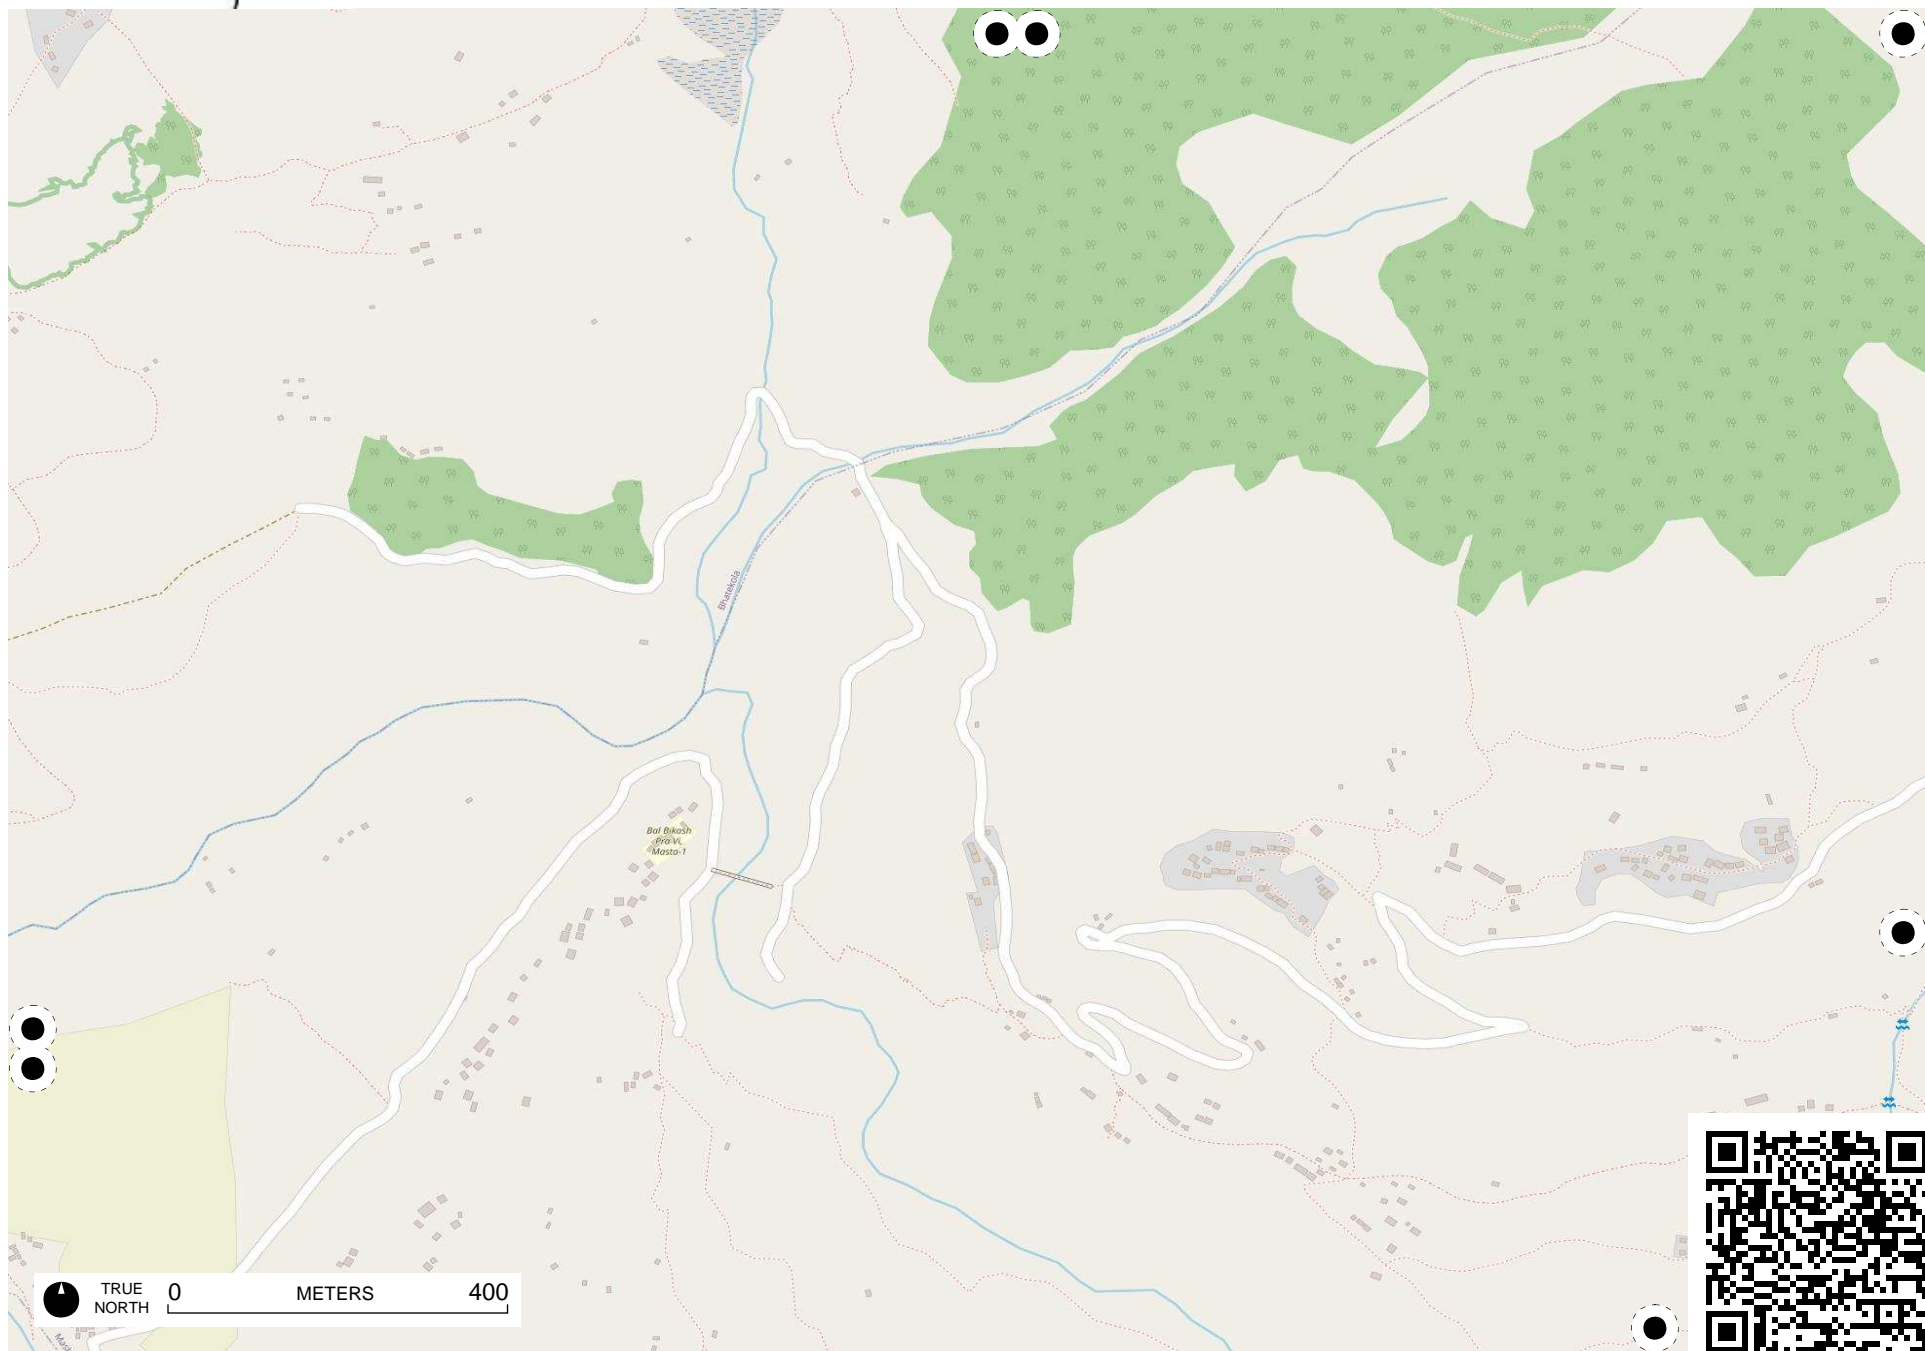 Bhatekola
Bal Bikash
Pra Vi,
Masta-1
TRUE
NORTH
0
METERS
400